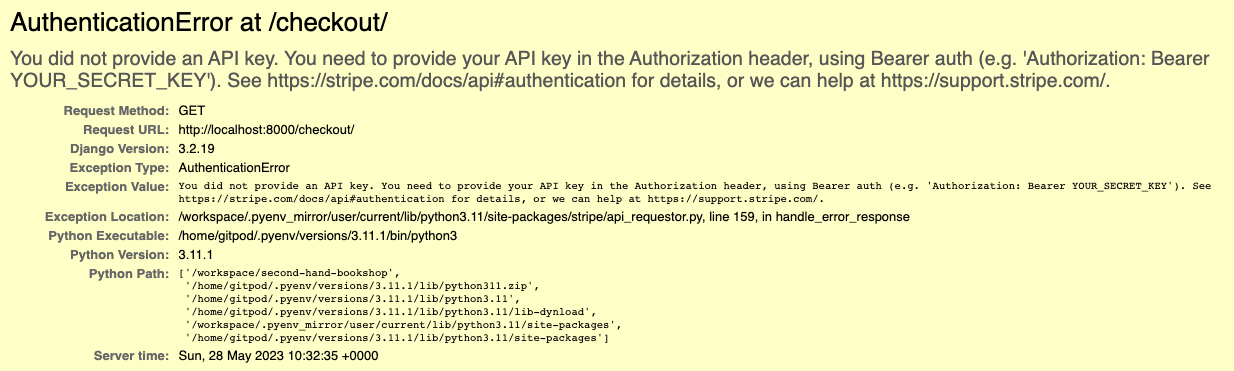 AuthenticationError at /checkout/
You did not provide an API key. You need to provide your API key in the Authorization header, using Bearer auth (e.g. 'Authorization: Bearer
YOUR_SECRET_KEY'). See https://stripe.com/docs/api#authentication for details, or we can help at https://support.stripe.com/.
Request Method: GET
Request URL: http://localhost:8000/checkout/
Django Version: 3.2.19
Exception Type: AuthenticationError
Exception Value: You did not provide an API key. You need to provide your API key in the Authorization header, using Bearer auth (e.g. 'Authorization: Bearer YOUR_SECRET_KEY'). See
https://stripe.com/docs/api#authentication for details, or we can help at https://support.stripe.com/.
Exception Location: /workspace/.pyenv_mirror/user/current/lib/python3.11/site-packages/stripe/api_requestor.py, line 159, in handle_error_response
Python Executable: /home/gitpod/.pyenv/versions/3.11.1/bin/python3
Python Version: 3.11.1
Python Path: ['/workspace/second-hand-bookshop',
'/home/gitpod/.pyenv/versions/3.11.1/lib/python311.zip',
'/home/gitpod/.pyenv/versions/3.11.1/lib/python3.11',
'/home/gitpod/.pyenv/versions/3.11.1/lib/python3.11/lib-dynload',
'/workspace/.pyenv_mirror/user/current/lib/python3.11/site-packages',
'/home/gitpod/.pyenv/versions/3.11.1/lib/python3.11/site-packages']
Server time: Sun, 28 May 2023 10:32:35 +0000